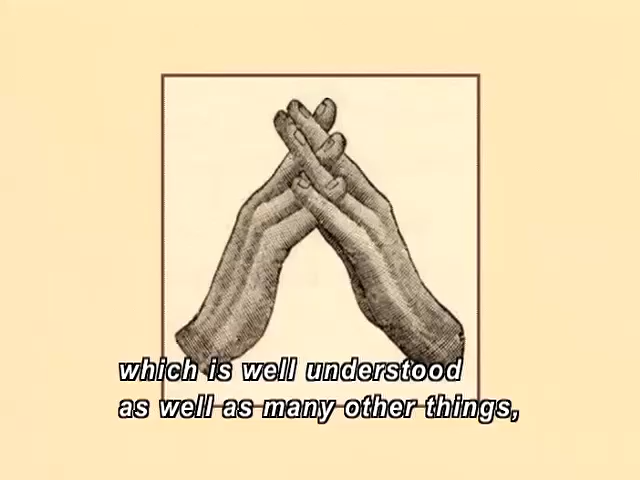 which is well understood
as well as many other things,